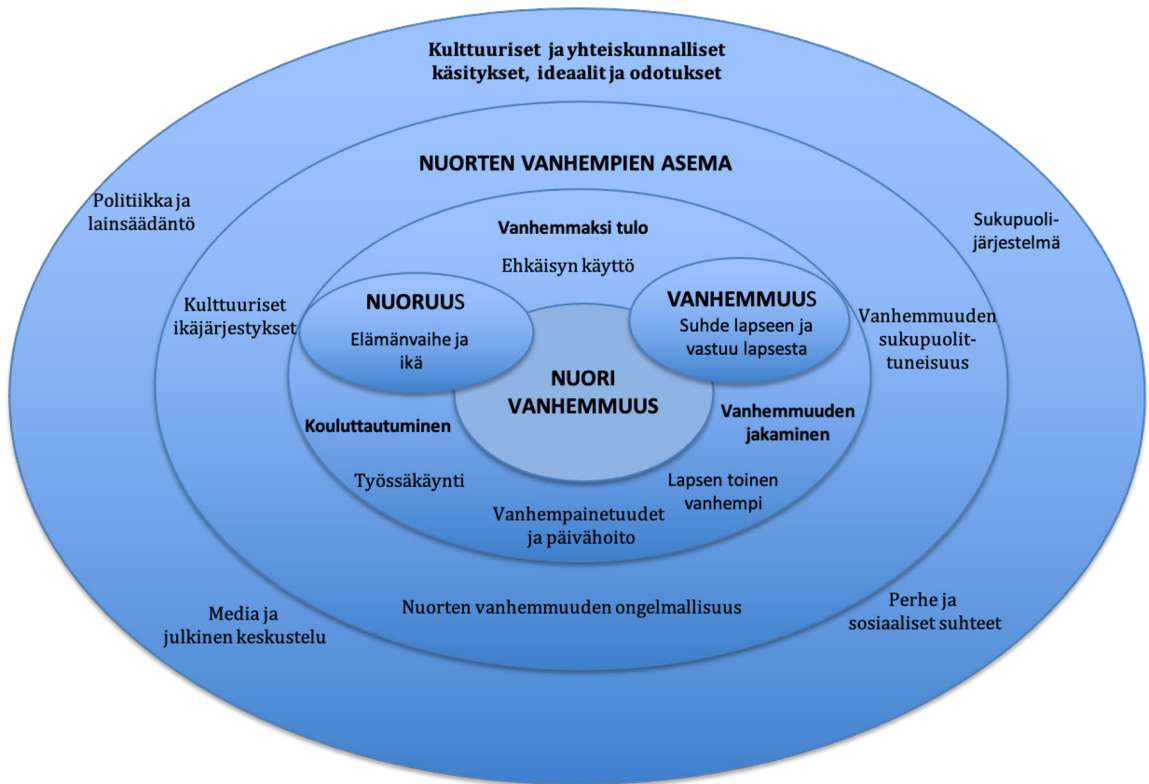 Kulttuuriset ja yhteiskunnalliset
käsitykset, ideaalit ja odotukset
NUORTEN VANHEMPIEN ASEMA
Politiikka ja
lainsäädäntö
Sukupuoli-
järjestelmä
Vanhemmaksi tulo
Ehkäisyn käyttö
Kulttuuriset
ikäjärjestykset
NUORUUS
Elämänvaihe ja
ikä
VANHEMMUUS
Suhde lapseen ja
vastuu lapsesta
Vanhemmuuden
sukupuolit-
tuneisuus
NUORI
VANHEMMUUS
Kouluttautuminen
Vanhemmuuden
jakaminen
Työssäkäynti
Lapsen toinen
vanhempi
Vanhempainetuudet
ja päivähoito
Media ja
julkinen keskustelu
Nuorten vanhemmuuden ongelmallisuus
Perhe ja
sosiaaliset suhteet